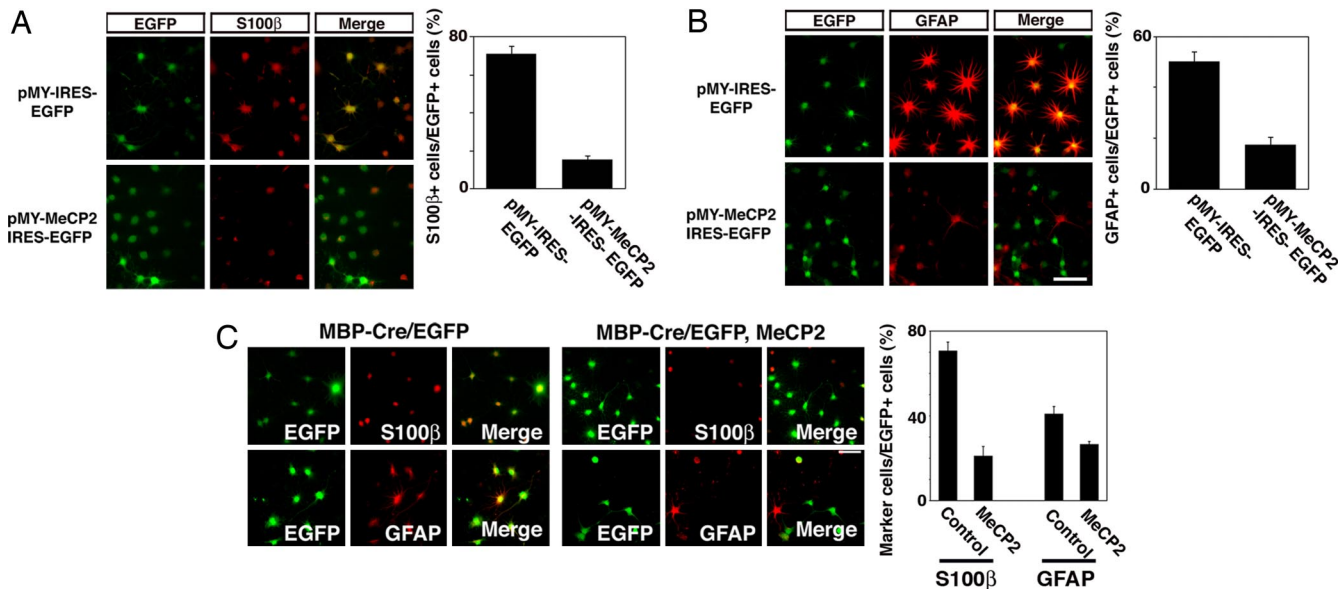 A
EGFP S100β Merge
pMY-IRES-
EGFP
pMY-MeCP2
IRES-EGFP
S100β+ cells/EGFP+ cells (%)
80
0
pMY-IRES-
EGFP
pMY-MeCP2
-IRES- EGFP
B
EGFP GFAP Merge
pMY-IRES-
EGFP
pMY-MeCP2
IRES-EGFP
GFAP+ cells/EGFP+ cells (%)
60
0
pMY-IRES-
EGFP
pMY-MeCP2
-IRES- EGFP
C
MBP-Cre/EGFP MBP-Cre/EGFP, MeCP2
EGFP S100β Merge EGFP S100β Merge
EGFP GFAP Merge EGFP GFAP Merge
Marker cells/EGFP+ cells (%)
80
40
0
Control MeCP2 Control MeCP2
S100β GFAP